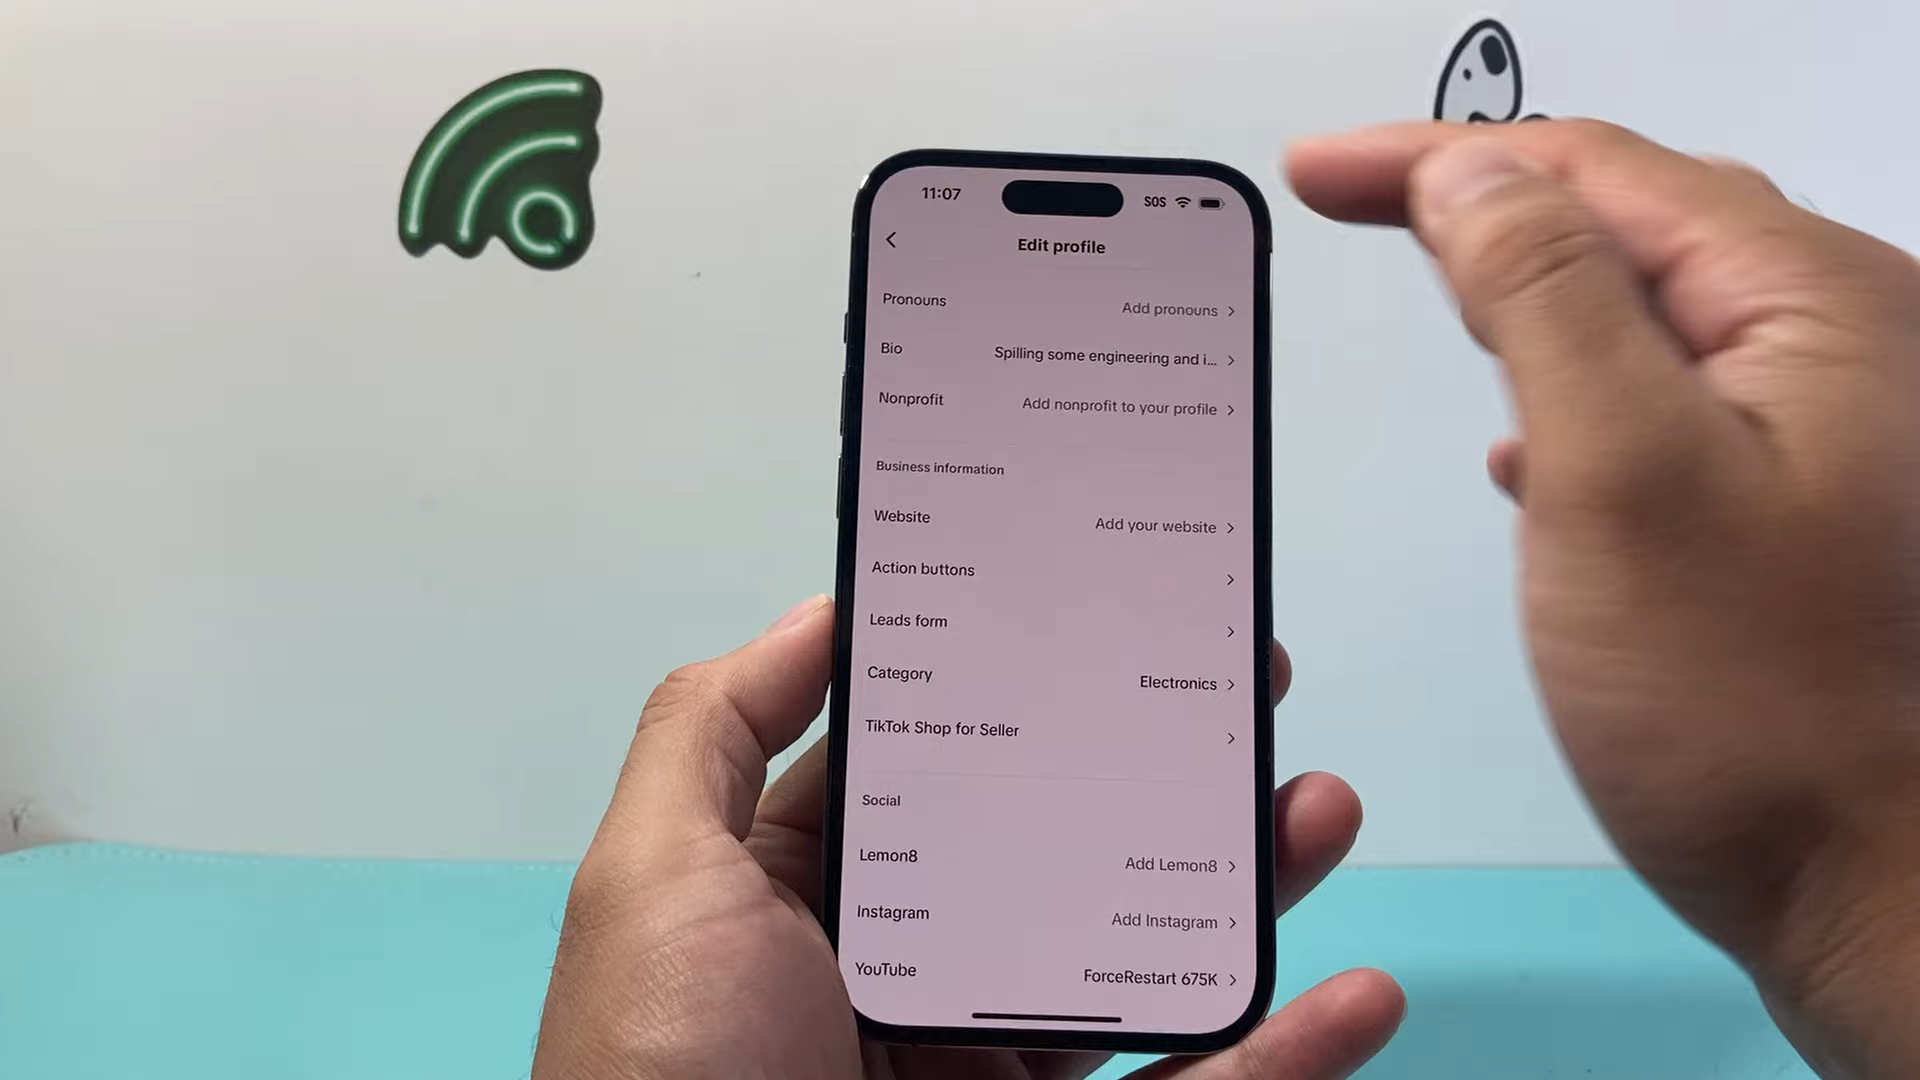 11:07 SOS
Edit profile
Pronouns Add pronouns
Bio Spilling some engineering and i...
Nonprofit Add nonprofit to your profile
Business information
Website Add your website
Action buttons
Leads form
Category Electronics
TikTok Shop for Seller
Social
Lemon8 Add Lemon8
Instagram Add Instagram
YouTube ForceRestart 675K